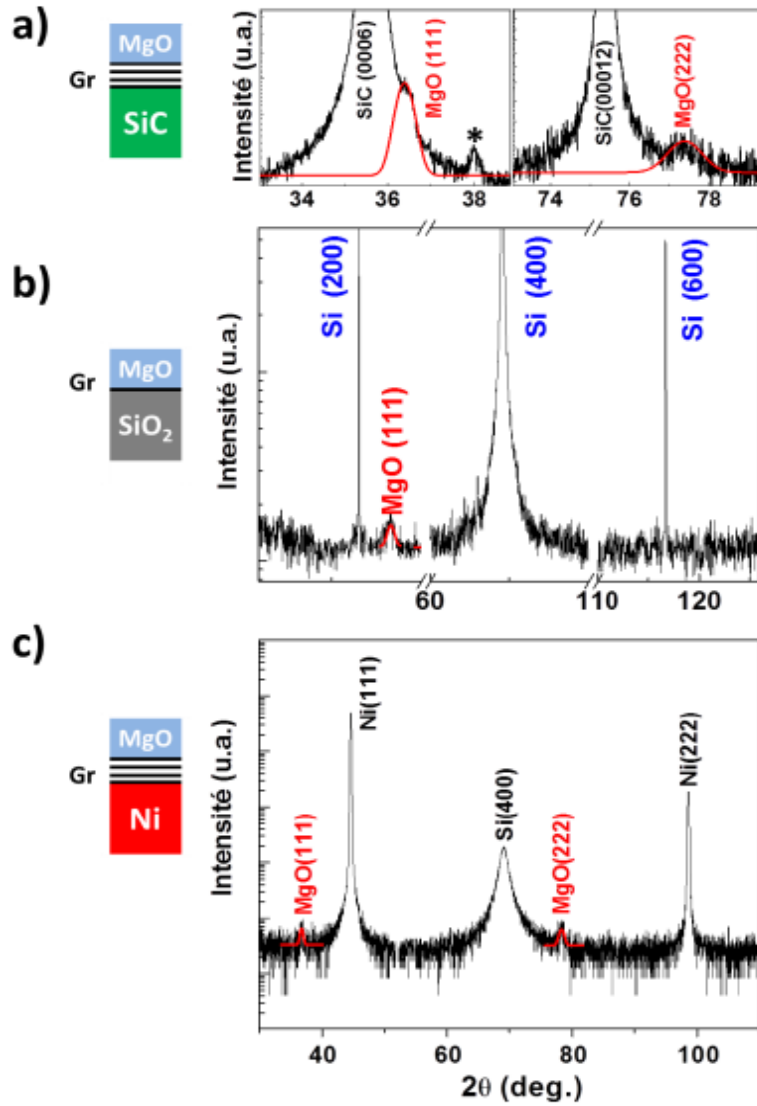 a)
MgO
Gr
SiC
Intensité (u.a.)
SiC (0006)
MgO (111)
*
34 36 38
SiC(00012)
MgO(222)
74 76 78
b)
MgO
Gr
SiO2
Intensité (u.a.)
Si (200)
MgO (111)
Si (400)
Si (600)
60 110 120
c)
MgO
Gr
Ni
Intensité (u.a.)
MgO(111)
Ni(111)
Si(400)
MgO(222)
Ni(222)
40 60 80 100
2θ (deg.)